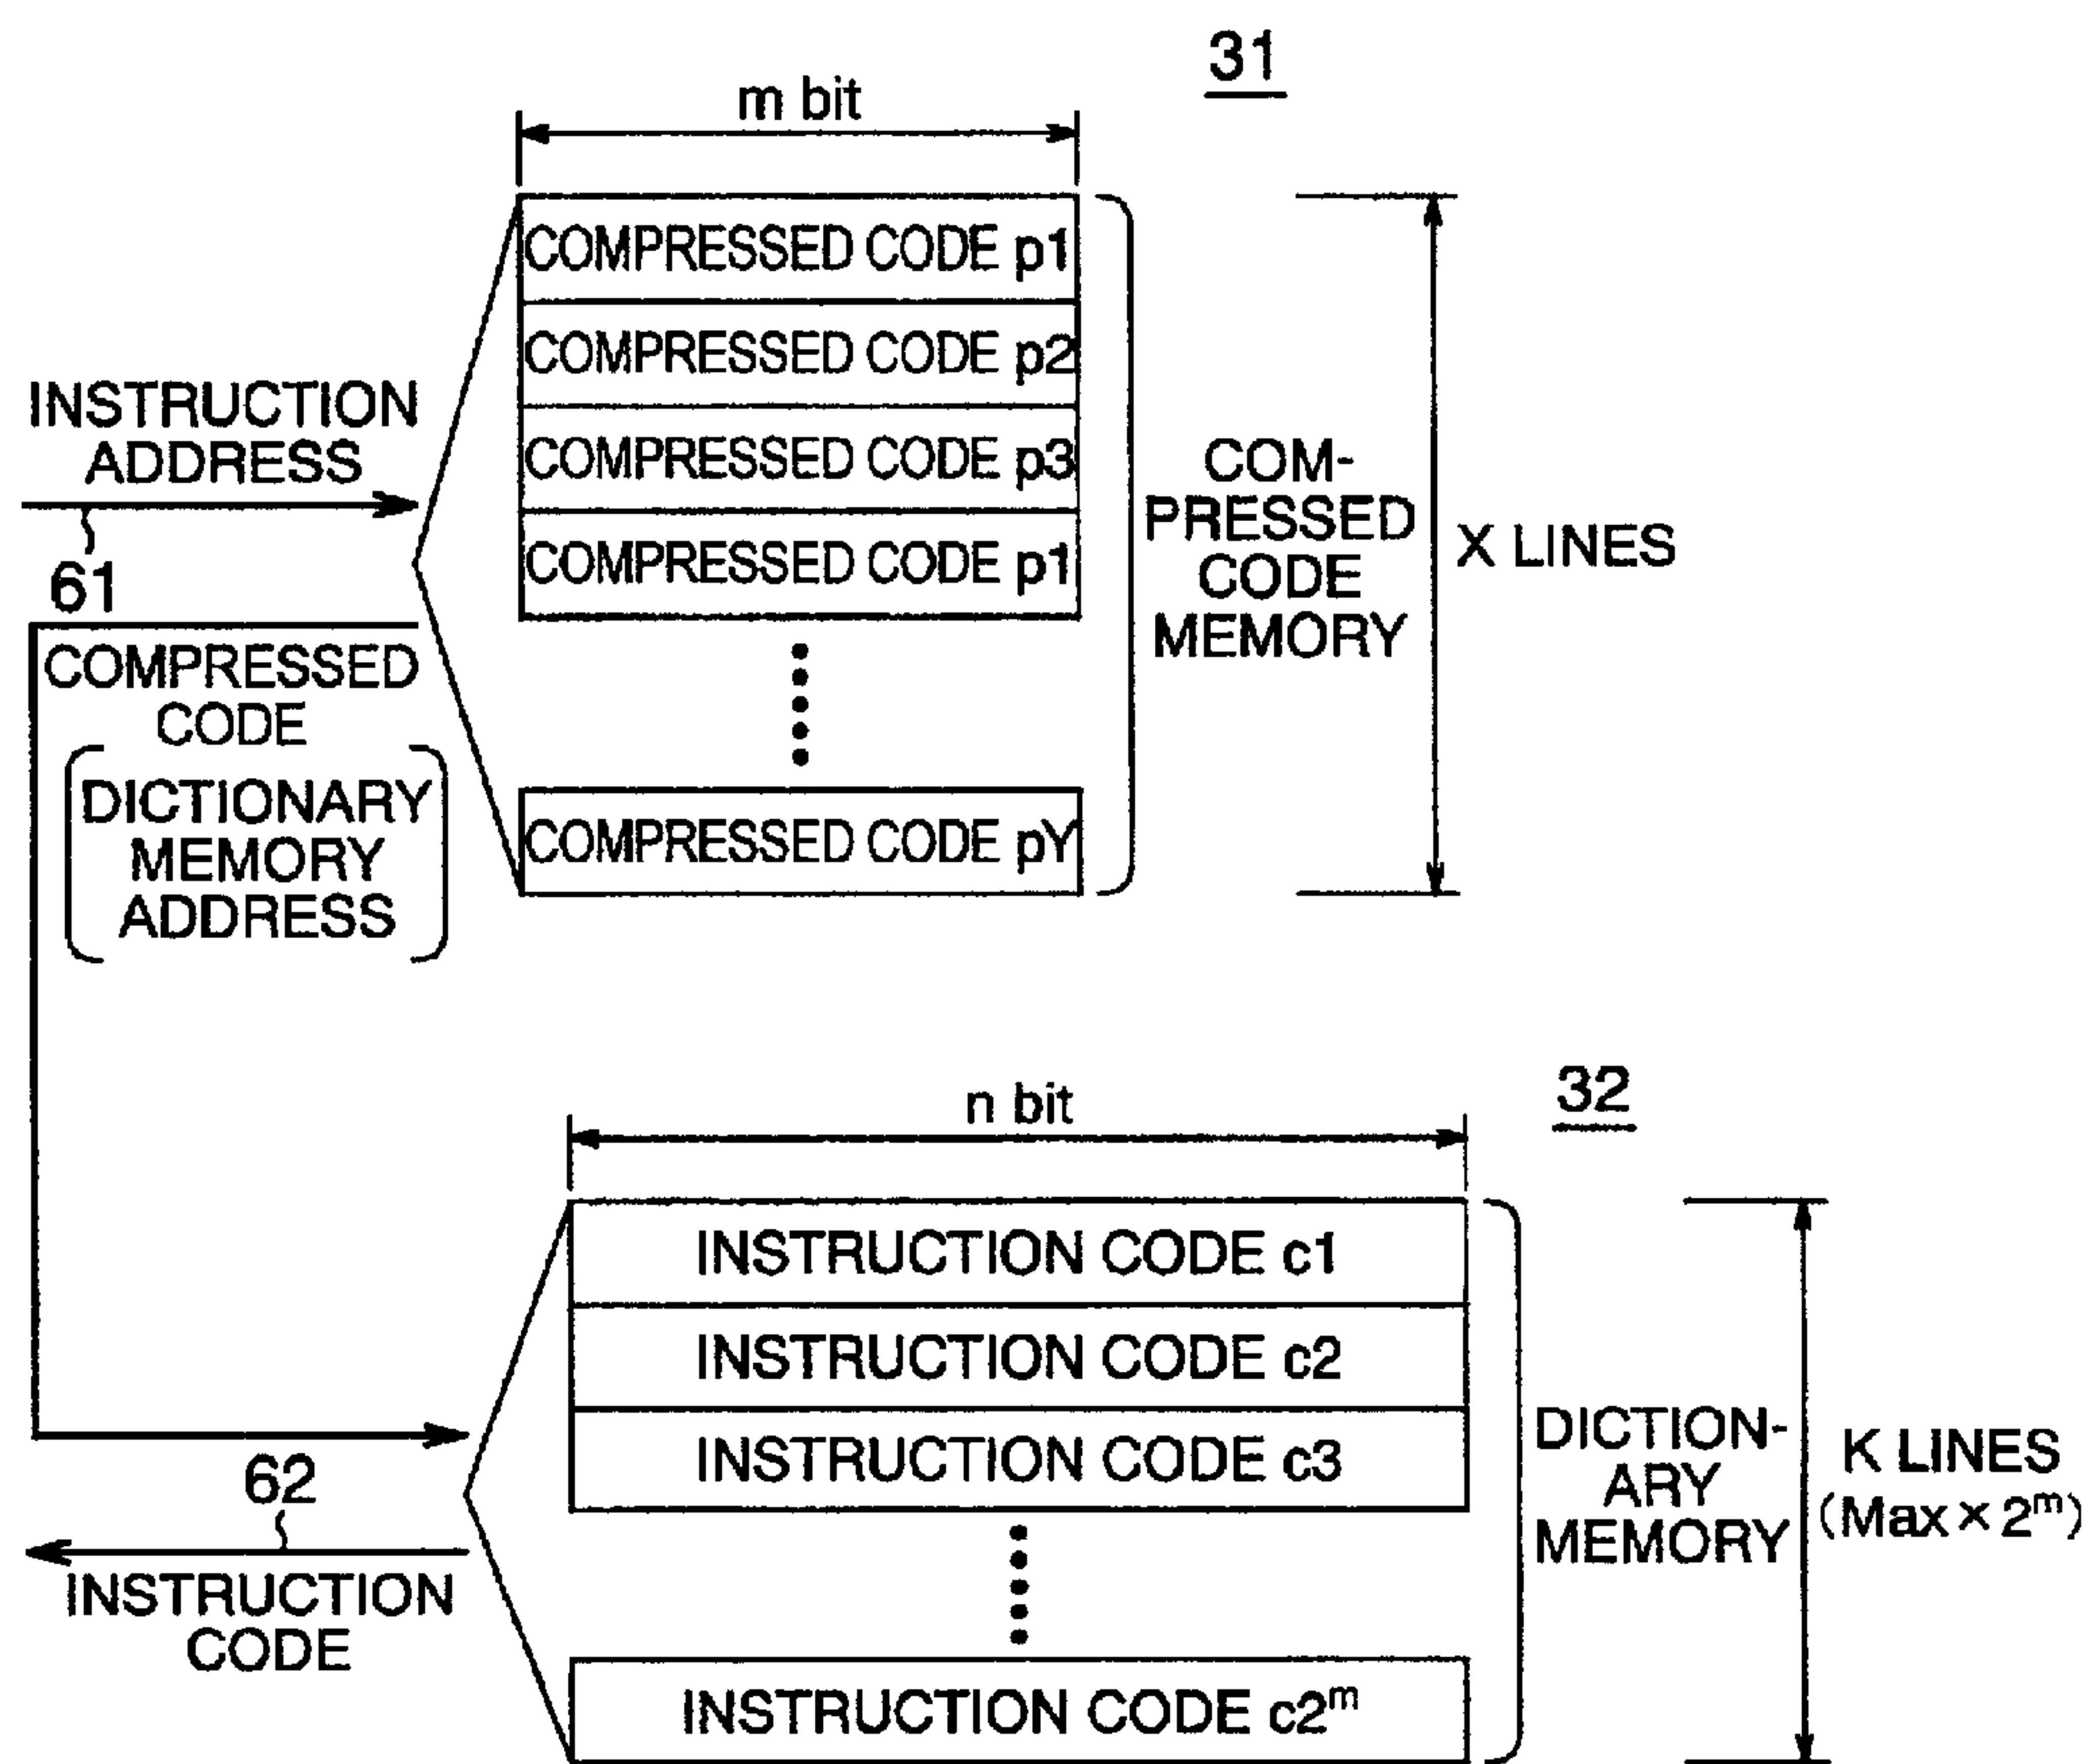 31
m bit
COMPRESSED CODE p1
COMPRESSED CODE p2
COMPRESSED CODE p3
COMPRESSED CODE p1
COMPRESSED CODE pY
COM-
PRESSED
CODE
MEMORY
X LINES
INSTRUCTION
ADDRESS
61
COMPRESSED
CODE
DICTIONARY
MEMORY
ADDRESS
32
n bit
INSTRUCTION CODE c1
INSTRUCTION CODE c2
INSTRUCTION CODE c3
INSTRUCTION CODE c2ᵐ
DICTION-
ARY
MEMORY
K LINES
(Max × 2ᵐ)
62
INSTRUCTION
CODE